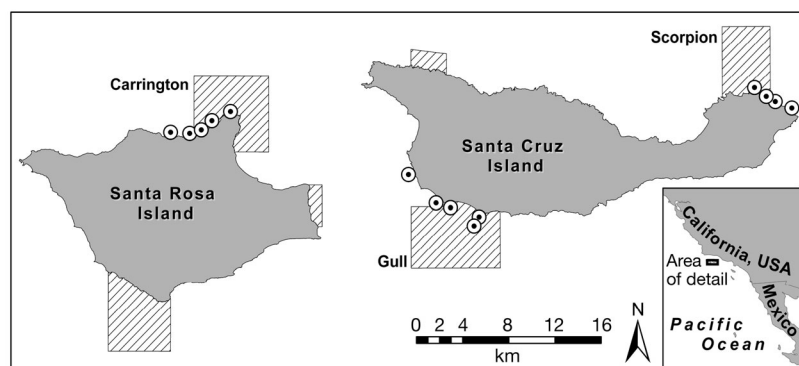 Scorpion
Carrington
Santa Cruz
Island
Santa Rosa
Island
Gull
California, USA
Area
of detail
Mexico
Pacific
Ocean
N
0 2 4 8 12 16
km